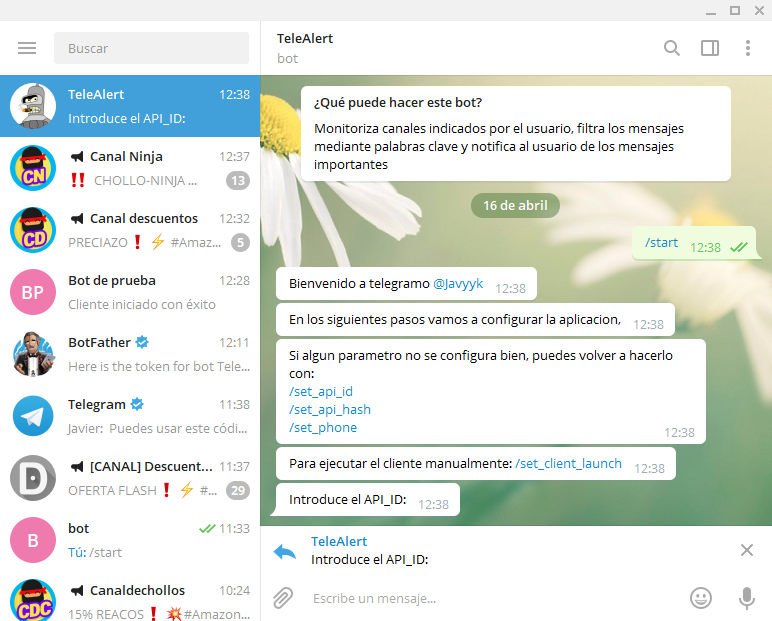 Buscar
TeleAlert 12:38
Introduce el API_ID:
Canal Ninja 12:37
‼️ CHOLLO-NINJA ... 13
CN
Canal descuentos 12:32
PRECIAZO ❗ ⚡ #Amaz... 5
CD
BP
Bot de prueba 12:28
Cliente iniciado con éxito
BotFather 12:11
Here is the token for bot Tele...
Telegram 11:38
Javier: Puedes usar este códi...
D
[CANAL] Descuent... 11:37
OFERTA FLASH ❗ ⚡ #... 29
B
bot 11:33
Tú: /start
Canaldechollos 10:24
15% REACOS ❗ 💥#Amazon...
CDC
TeleAlert
bot
¿Qué puede hacer este bot?
Monitoriza canales indicados por el usuario, filtra los mensajes
mediante palabras clave y notifica al usuario de los mensajes
importantes
16 de abril
/start 12:38
Bienvenido a telegramo @Javyyk 12:38
En los siguientes pasos vamos a configurar la aplicacion, 12:38
Si algun parametro no se configura bien, puedes volver a hacerlo
con:
/set_api_id
/set_api_hash
/set_phone
12:38
Para ejecutar el cliente manualmente: /set_client_launch 12:38
Introduce el API_ID: 12:38
TeleAlert
Introduce el API_ID:
Escribe un mensaje...